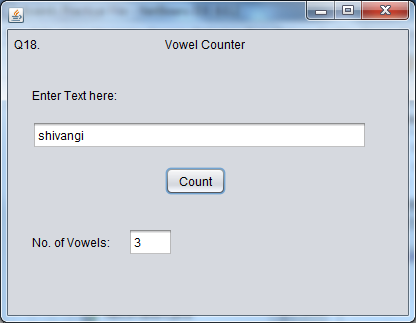 Q18. Vowel Counter
Enter Text here:
shivangi
Count
No. of Vowels: 3